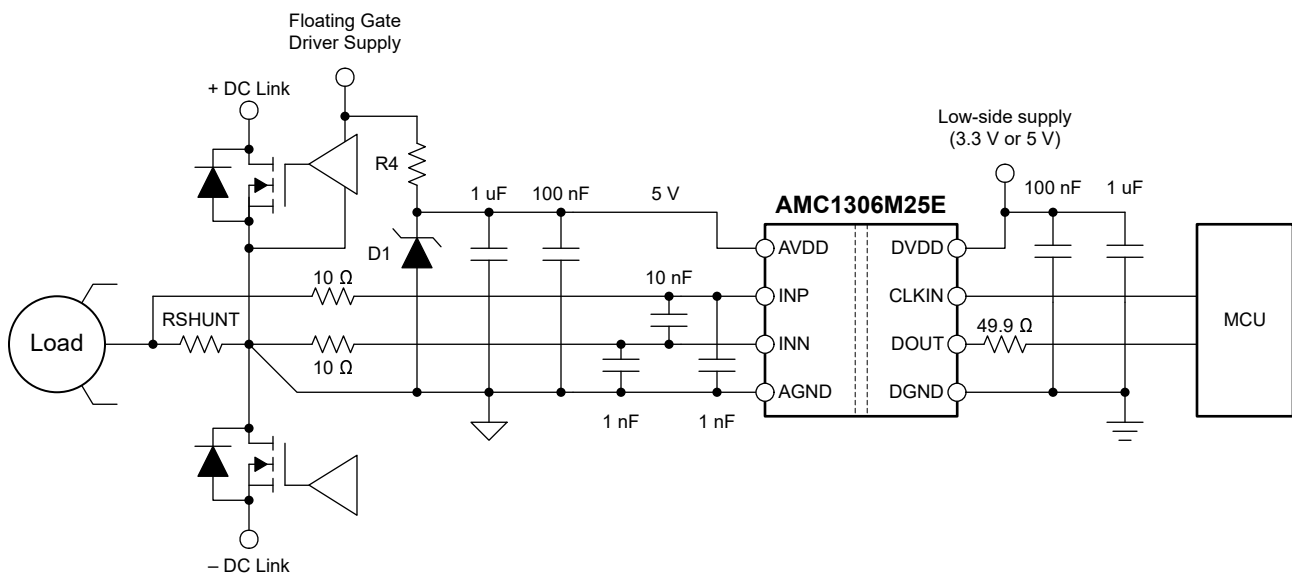 Floating Gate
Driver Supply
+ DC Link
R4
1 uF
100 nF
5 V
Low-side supply
(3.3 V or 5 V)
100 nF
1 uF
AMC1306M25E
D1
AVDD
DVDD
10 Ω
10 nF
INP
CLKIN
MCU
Load
RSHUNT
49.9 Ω
INN
DOUT
10 Ω
AGND
DGND
1 nF
1 nF
– DC Link